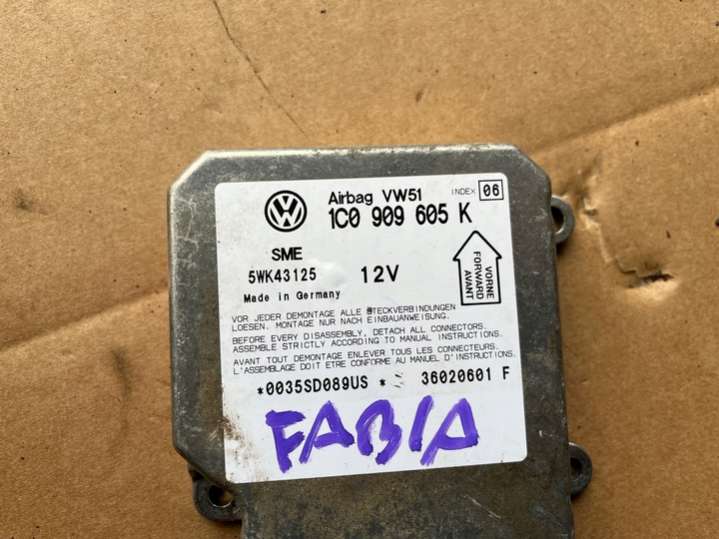 Airbag VW51
INDEX 06
1C0 909 605 K
SME
5WK43125
12V
Made in Germany
VORNE
FORWARD
AVANT
VOR JEDER DEMONTAGE ALLE STECKVERBINDUNGEN
LOESEN. MONTAGE NUR NACH EINBAUANWEISUNG.
BEFORE EVERY DISASSEMBLY, DETACH ALL CONNECTORS.
ASSEMBLE STRICTLY ACCORDING TO MANUAL INSTRUCTIONS.
AVANT TOUT DEMONTAGE ENLEVER TOUS LES CONNECTEURS.
L'ASSEMBLAGE DOIT ETRE CONFORME AU MANUEL D'INSTRUCTIONS.
*0035SD089US * 36020601 F
FABIA